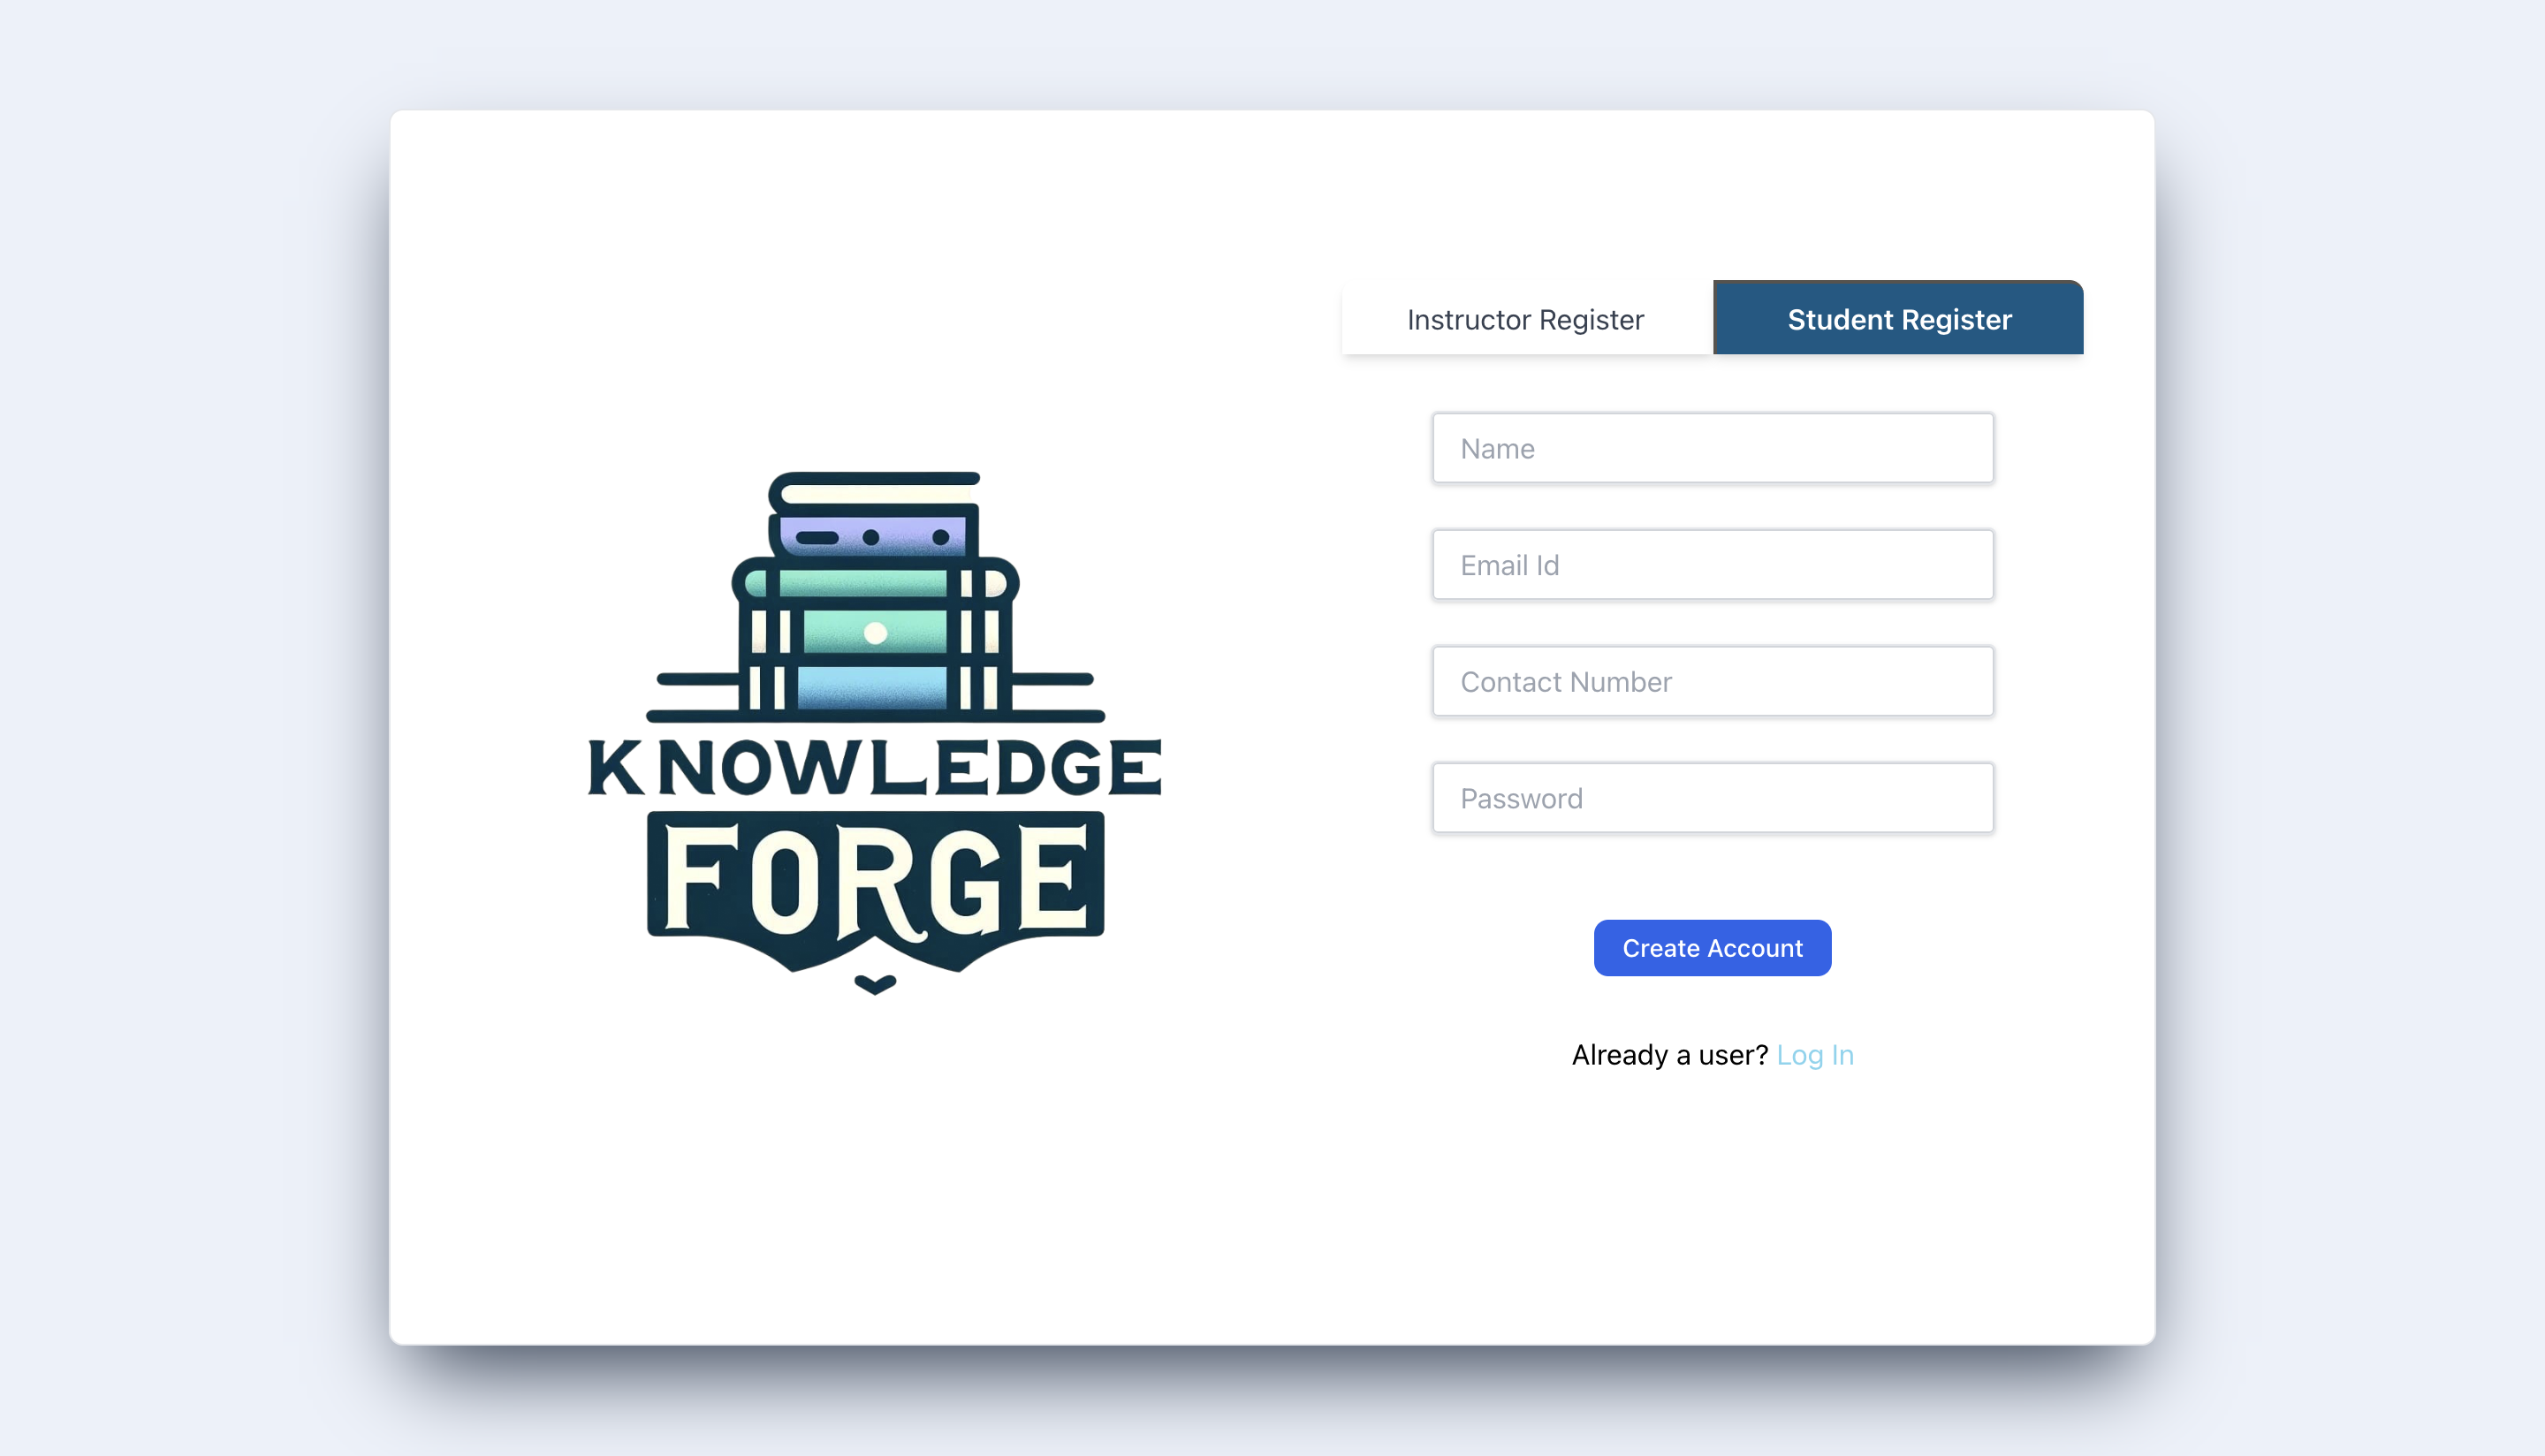 KNOWLEDGE
FORGE
Instructor Register
Student Register
Name
Email Id
Contact Number
Password
Create Account
Already a user? Log In